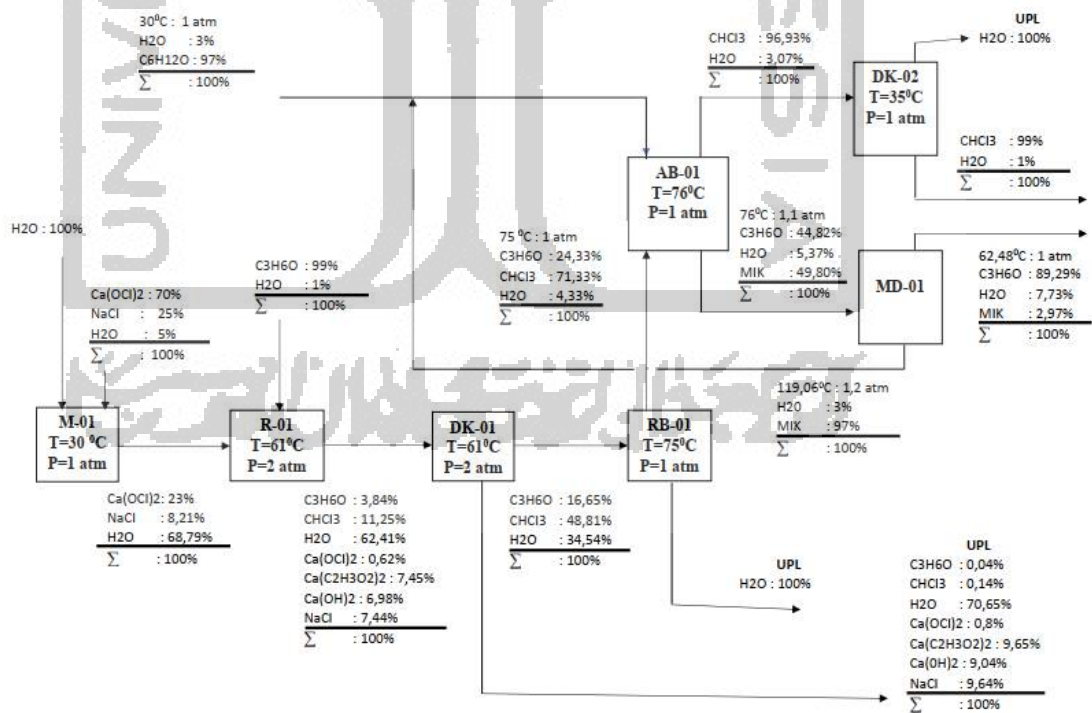 30⁰C : 1 atm
H2O : 3%
C6H12O : 97%
∑ : 100%
CHCl3 : 96,93%
H2O : 3,07%
∑ : 100%
UPL
H2O : 100%
DK-02
T=35⁰C
P=1 atm
CHCl3 : 99%
H2O : 1%
∑ : 100%
AB-01
T=76⁰C
P=1 atm
H2O : 100%
75 ⁰C : 1 atm
C3H6O : 24,33%
CHCl3 : 71,33%
H2O : 4,33%
∑ : 100%
76⁰C : 1,1 atm
C3H6O : 44,82%
H2O : 5,37%
MIK : 49,80%
∑ : 100%
MD-01
62,48⁰C : 1 atm
C3H6O : 89,29%
H2O : 7,73%
MIK : 2,97%
∑ : 100%
Ca(OCl)2 : 70%
NaCl : 25%
H2O : 5%
∑ : 100%
C3H6O : 99%
H2O : 1%
∑ : 100%
119,06⁰C : 1,2 atm
H2O : 3%
MIK : 97%
∑ : 100%
M-01
T=30 ⁰C
P=1 atm
R-01
T=61⁰C
P=2 atm
DK-01
T=61⁰C
P=2 atm
RB-01
T=75⁰C
P=1 atm
Ca(OCl)2 : 23%
NaCl : 8,21%
H2O : 68,79%
∑ : 100%
C3H6O : 3,84%
CHCl3 : 11,25%
H2O : 62,41%
Ca(OCl)2 : 0,62%
Ca(C2H3O2)2 : 7,45%
Ca(OH)2 : 6,98%
NaCl : 7,44%
∑ : 100%
C3H6O : 16,65%
CHCl3 : 48,81%
H2O : 34,54%
∑ : 100%
UPL
H2O : 100%
UPL
C3H6O : 0,04%
CHCl3 : 0,14%
H2O : 70,65%
Ca(OCl)2 : 0,8%
Ca(C2H3O2)2 : 9,65%
Ca(0H)2 : 9,04%
NaCl : 9,64%
∑ : 100%